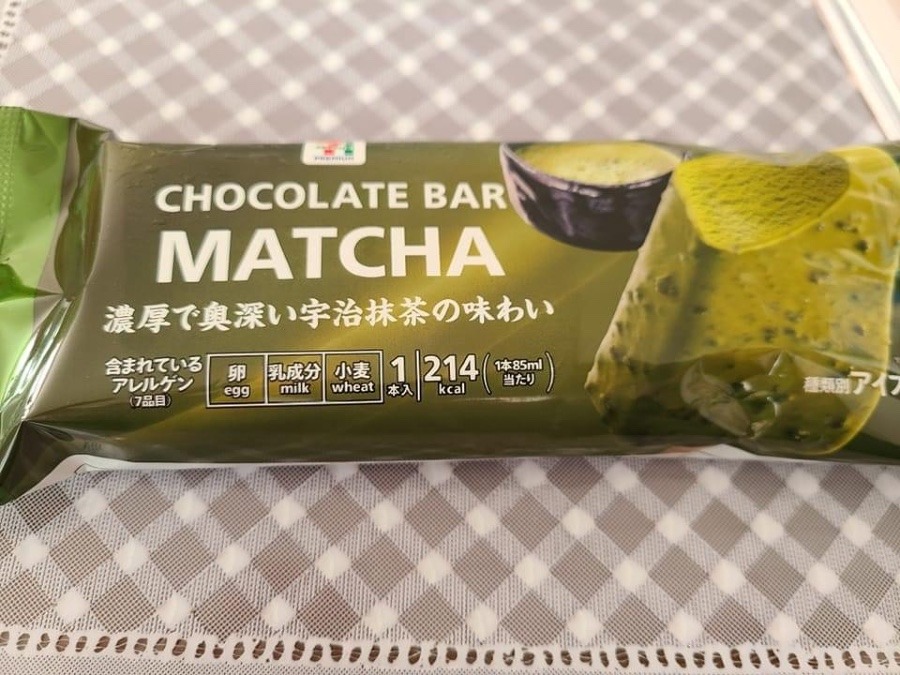 PREMIUM
CHOCOLATE BAR
MATCHA
濃厚で奥深い宇治抹茶の味わい
含まれている
アレルゲン
(7品目)
卵
egg
乳成分
milk
小麦
wheat
1
本入
214
kcal
(1本85ml
当たり)
種類別アイ